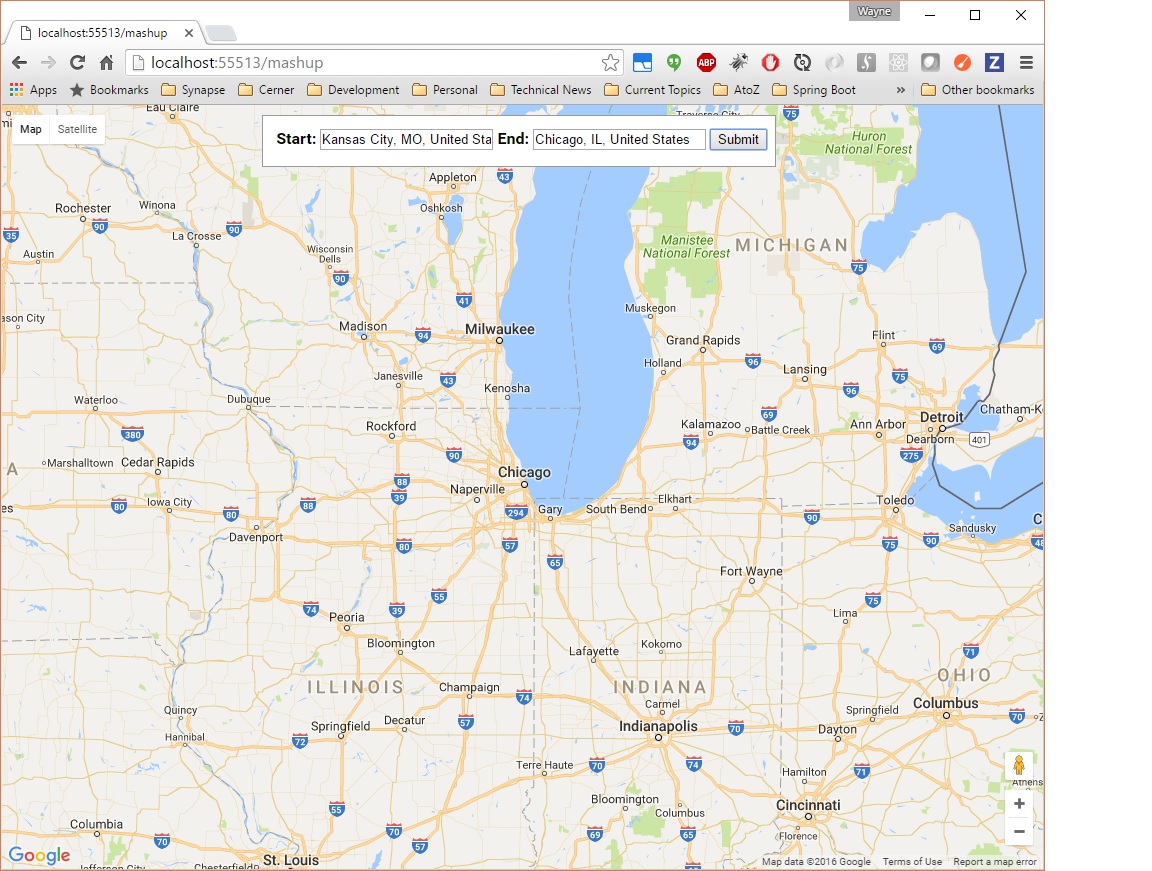 Wayne
localhost:55513/mashup
localhost:55513/mashup
ABP
Z
Apps Bookmarks Synapse Cerner Development Personal Technical News Current Topics AtoZ Spring Boot » Other bookmarks
Eau Claire
Traverse City
Map Satellite
Start: Kansas City, MO, United Sta End: Chicago, IL, United States Submit
75
Huron
National Forest
Appleton
43
Rochester
Winona
Oshkosh
90
La Crosse
90
35
Manistee
National Forest
MICHIGAN
Austin
Wisconsin
Dells
90
75
41
Muskegon
ason City
Madison
94
Milwaukee
Grand Rapids
Flint
69
Holland
96
Lansing
75
Janesville
43
Kenosha
96
Waterloo
Dubuque
69
Detroit
Chatham-K
380
Rockford
Kalamazoo
Battle Creek
Ann Arbor
Dearborn
401
94
275
90
A
Marshalltown
Cedar Rapids
Chicago
88
39
Naperville
Elkhart
80
Iowa City
80
88
294
Gary
South Bend
Toledo
90
es
Davenport
Sandusky
C
80
57
75
90
48
65
Fort Wayne
55
75
74
39
Peoria
Lima
Bloomington
Lafayette
Kokomo
71
ILLINOIS
Champaign
74
INDIANA
OHIO
Quincy
Carmel
Columbus
Springfield
Decatur
57
Indianapolis
70
Springfield
70
Z
Hannibal
72
Dayton
Terre Haute
70
74
71
Hamilton
Athens
Bloomington
Columbus
Cincinnati
55
+
Columbia
70
70
57
69
65
Florence
−
Google
Jefferson City
Chesterfield
St. Louis
Map data ©2016 Google Terms of Use Report a map error